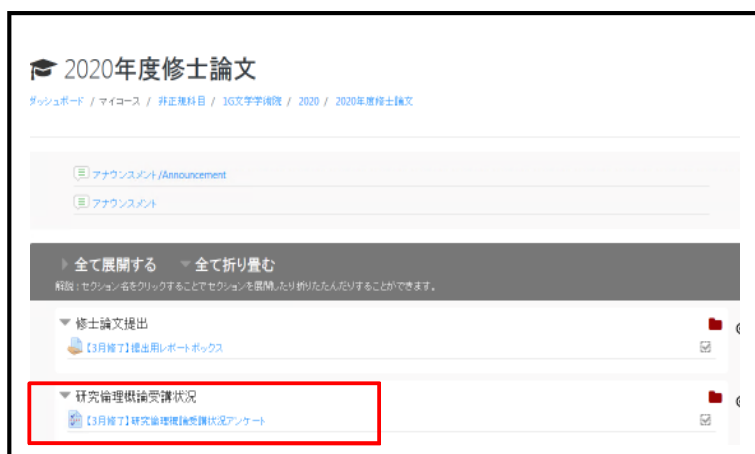 2020年度修士論文
ダッシュボード / マイコース / 非正規科目 / 1G文学学術院 / 2020 / 2020年度修士論文
アナウンスメント/Announcement
アナウンスメント
全て展開する 全て折り畳む
解説：セクション名をクリックすることでセクションを展開したり折りたたんだりすることができます。
修士論文提出
【3月修了】提出用レポートボックス
研究倫理概論受講状況
【3月修了】研究倫理概論受講状況アンケート